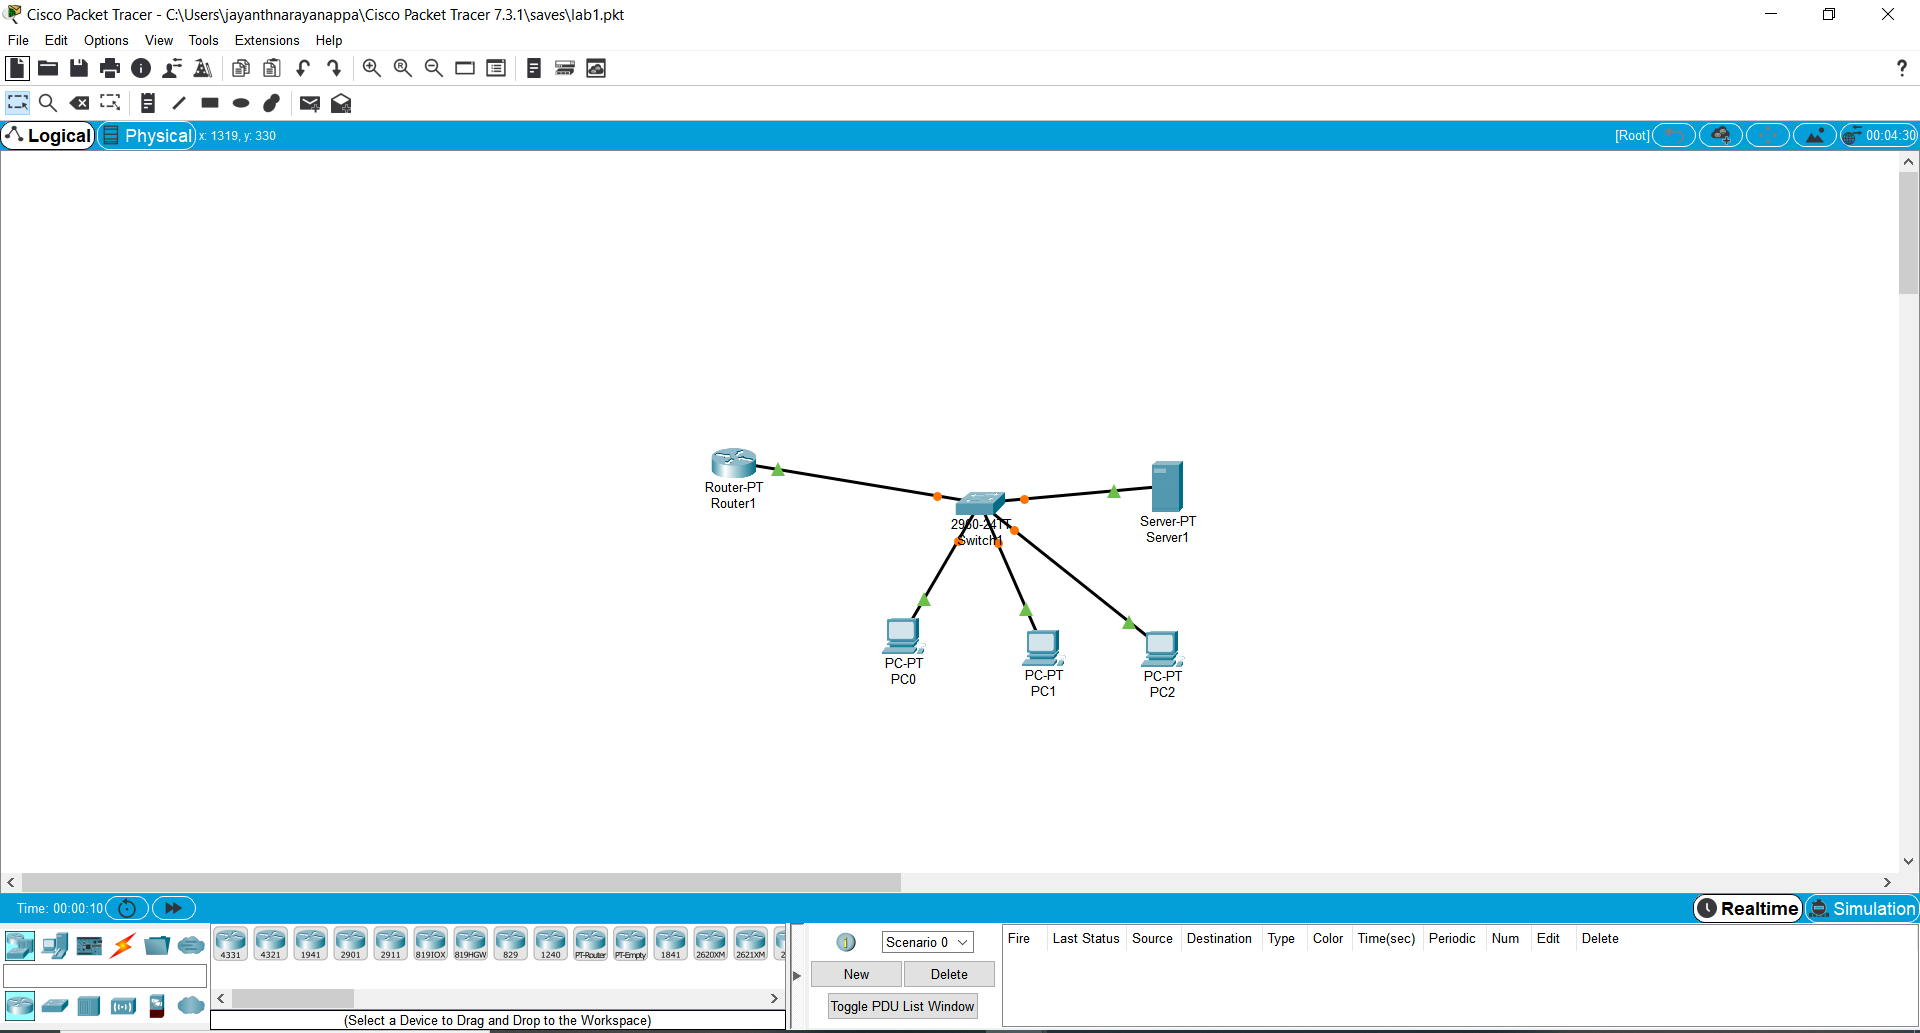 Cisco Packet Tracer - C:\Users\jayanthnarayanappa\Cisco Packet Tracer 7.3.1\saves\lab1.pkt
File Edit Options View Tools Extensions Help
?
Logical Physical x: 1319, y: 330 [Root] 00:04:30
Router-PT
Router1
2960-24TT
Switch1
Server-PT
Server1
PC-PT
PC0
PC-PT
PC1
PC-PT
PC2
Time: 00:00:10 Realtime Simulation
4331 4321 1941 2901 2911 819IOX 819HGW 829 1240 PT-Router PT-Empty 1841 2620XM 2621XM 2
(Select a Device to Drag and Drop to the Workspace)
Scenario 0
New Delete
Toggle PDU List Window
Fire Last Status Source Destination Type Color Time(sec) Periodic Num Edit Delete